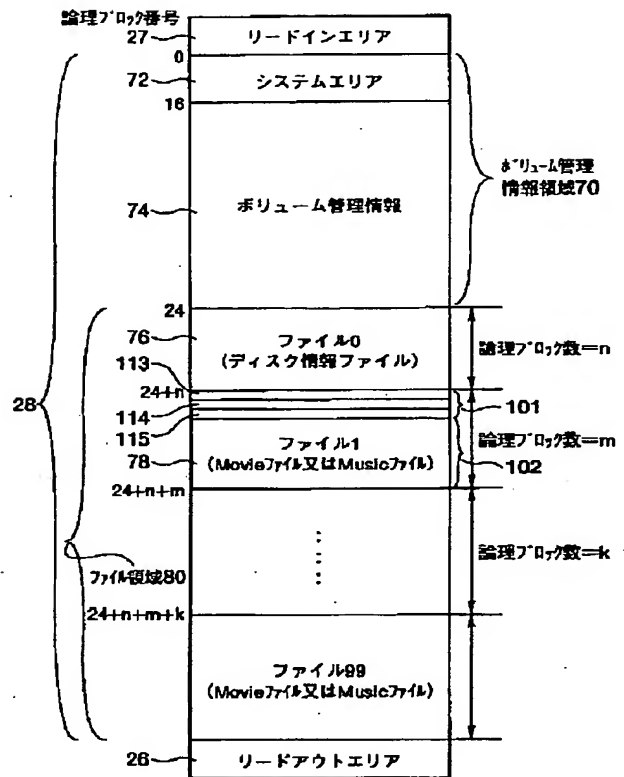 論理ブロック番号
27
リードインエリア
0
72
システムエリア
16
ボリューム管理
情報領域70
74
ボリューム管理情報
24
76
ファイル0
(ディスク情報ファイル)
論理ブロック数=n
113
24+n
28
114
101
115
ファイル1
論理ブロック数=m
78
(Movieファイル又はMusicファイル)
102
24+n+m
論理ブロック数=k
ファイル領域80
24+n+m+k
ファイル99
(Movieファイル又はMusicファイル)
26
リードアウトエリア